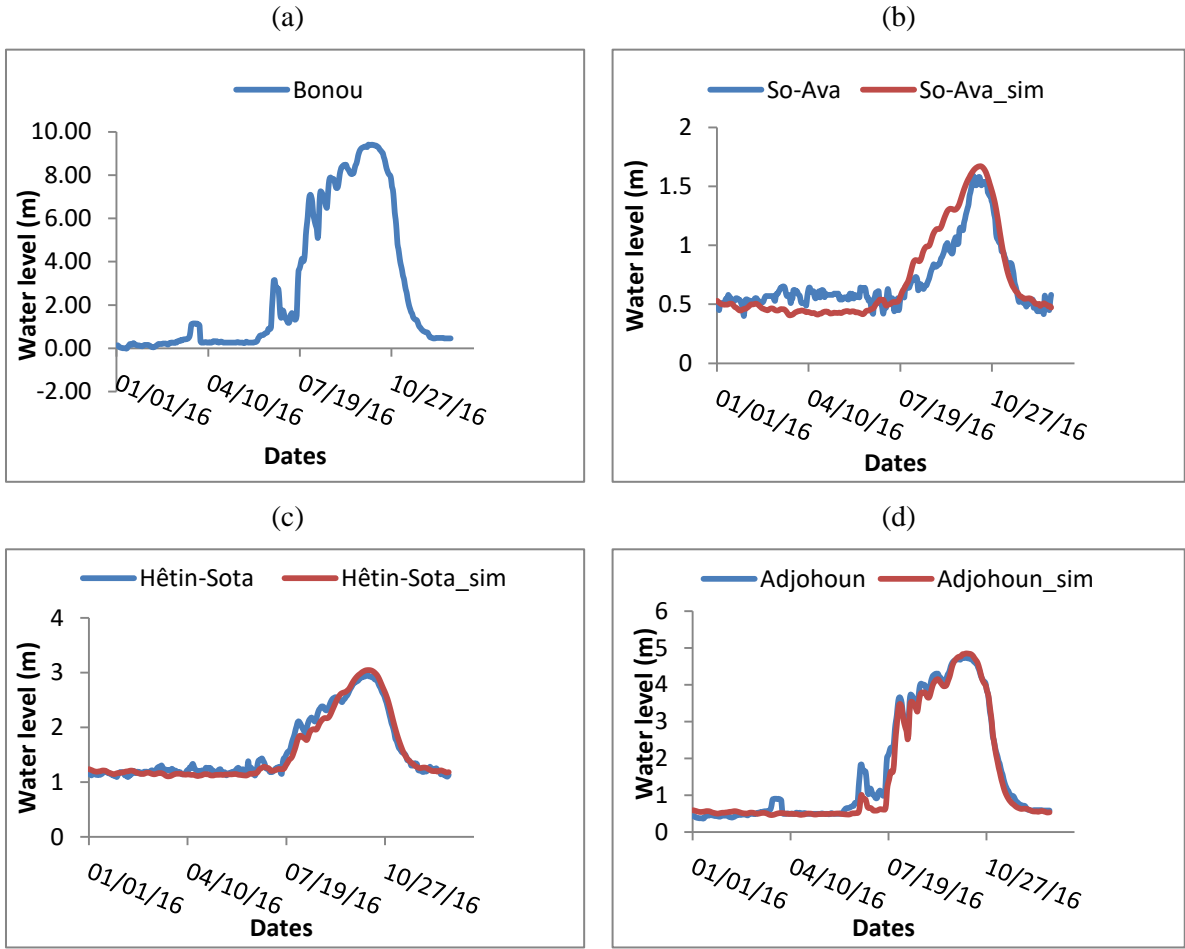 (a)
Bonou
10.00
8.00
6.00
4.00
2.00
0.00
-2.00
Water level (m)
01/01/16
04/10/16
07/19/16
10/27/16
Dates
(b)
So-Ava So-Ava_sim
2
1.5
1
0.5
0
Water level (m)
01/01/16
04/10/16
07/19/16
10/27/16
Dates
(c)
Hêtin-Sota Hêtin-Sota_sim
4
3
2
1
0
Water level (m)
01/01/16
04/10/16
07/19/16
10/27/16
Dates
(d)
Adjohoun Adjohoun_sim
6
5
4
3
2
1
0
Water level (m)
01/01/16
04/10/16
07/19/16
10/27/16
Dates